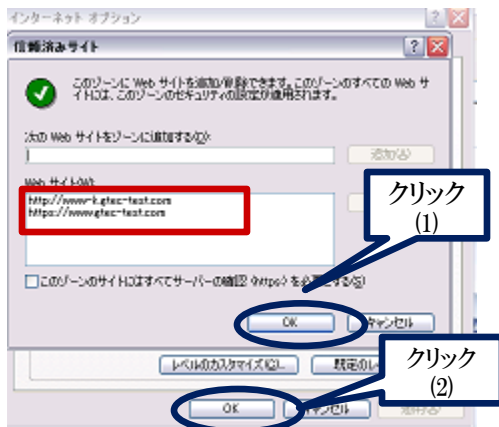 インターネット オプション
信頼済みサイト
このゾーンに Web サイトを追加/削除できます。このゾーンのすべての Web サ
イトには、このゾーンのセキュリティの設定が適用されます。
次の Web サイトをゾーンに追加する(D):
追加(A)
Web サイト(W):
http://www-k.gtec-test.com
https://www.gtec-test.com
クリック
(1)
このゾーンのサイトにはすべてサーバーの確認 (https) を必要とする(S)
OK
キャンセル
レベルのカスタマイズ(C)...
既定のレ
クリック
(2)
OK
キャンセル